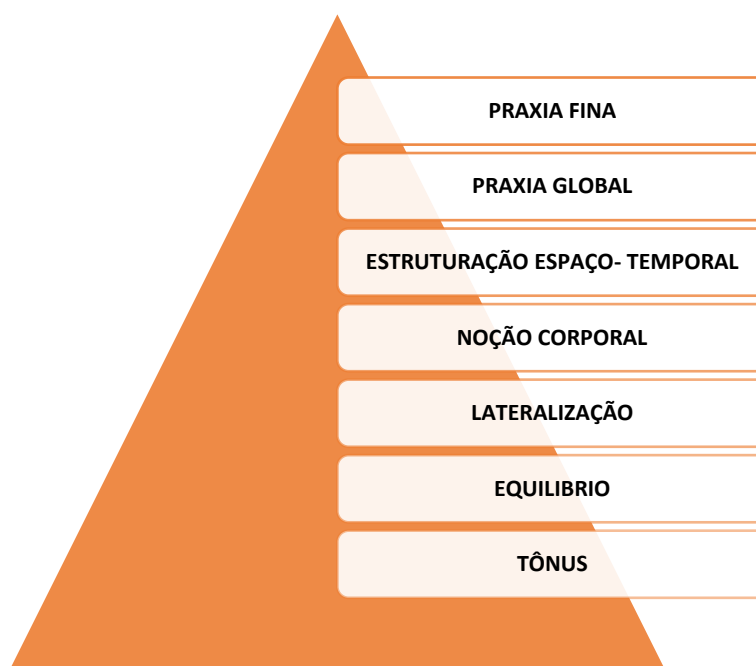 PRAXIA FINA
PRAXIA GLOBAL
ESTRUTURAÇÃO ESPAÇO- TEMPORAL
NOÇÃO CORPORAL
LATERALIZAÇÃO
EQUILIBRIO
TÔNUS